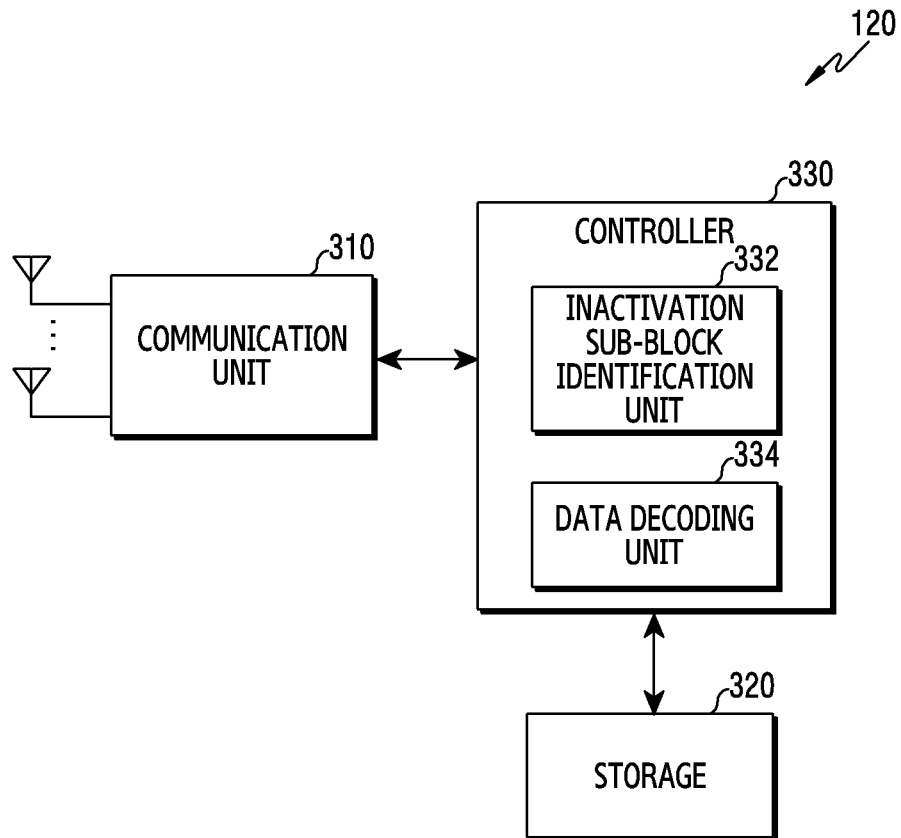 120
330
CONTROLLER
310
332
COMMUNICATION
UNIT
INACTIVATION
SUB-BLOCK
IDENTIFICATION
UNIT
334
DATA DECODING
UNIT
320
STORAGE